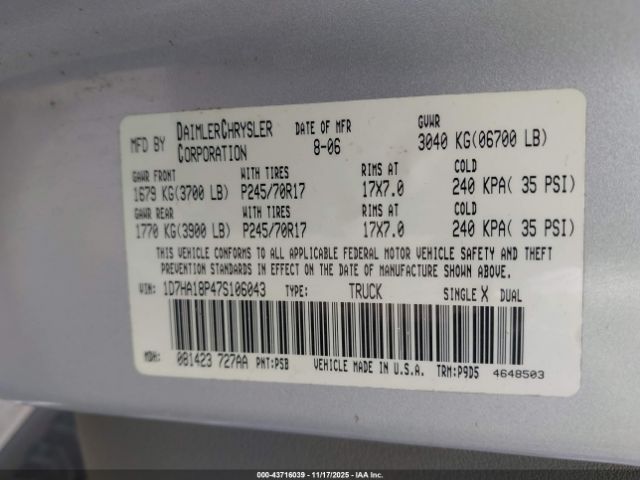 MFD BY DAIMLERCHRYSLER CORPORATION DATE OF MFR 8-06 GVWR 3040 KG(06700 LB)
GAWR FRONT WITH TIRES RIMS AT COLD
1679 KG(3700 LB) P245/70R17 17X7.0 240 KPA( 35 PSI)
GAWR REAR WITH TIRES RIMS AT COLD
1770 KG(3900 LB) P245/70R17 17X7.0 240 KPA( 35 PSI)
THIS VEHICLE CONFORMS TO ALL APPLICABLE FEDERAL MOTOR VEHICLE SAFETY AND THEFT
PREVENTION STANDARDS IN EFFECT ON THE DATE OF MANUFACTURE SHOWN ABOVE.
VIN: 1D7HA18P47S106043 TYPE: TRUCK SINGLE X DUAL
MDH: 081423 727AA PNT:PSB VEHICLE MADE IN U.S.A. TRM:P9D5 4648503
000-43716039 - 11/17/2025 - IAAI.COM